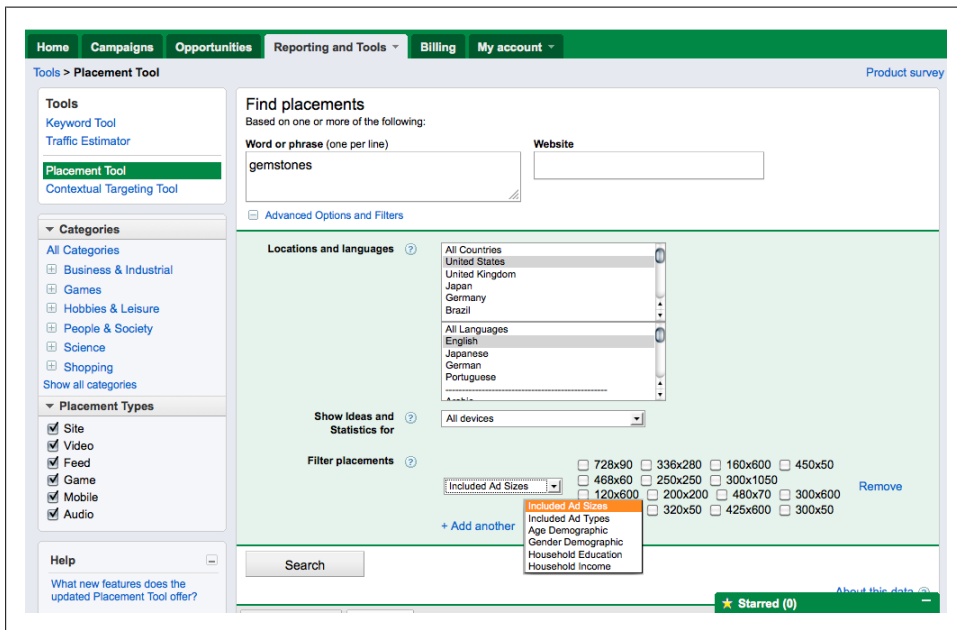 Home Campaigns Opportunities Reporting and Tools Billing My account
Tools > Placement Tool Product survey
Tools
Keyword Tool
Traffic Estimator
Placement Tool
Contextual Targeting Tool
Categories
All Categories
Business & Industrial
Games
Hobbies & Leisure
People & Society
Science
Shopping
Show all categories
Placement Types
Site
Video
Feed
Game
Mobile
Audio
Help
What new features does the
updated Placement Tool offer?
Find placements
Based on one or more of the following:
Word or phrase (one per line) Website
gemstones
Advanced Options and Filters
Locations and languages ?
All Countries
United States
United Kingdom
Japan
Germany
Brazil
All Languages
English
Japanese
German
Portuguese
Show Ideas and ?
Statistics for
All devices
Filter placements ?
Included Ad Sizes
728x90 336x280 160x600 450x50
468x60 250x250 300x1050
120x600 200x200 480x70 300x600
320x50 425x600 300x50
Remove
Included Ad Sizes
Included Ad Types
Age Demographic
Gender Demographic
Household Education
Household Income
+ Add another
Search
About this data ?
Starred (0)